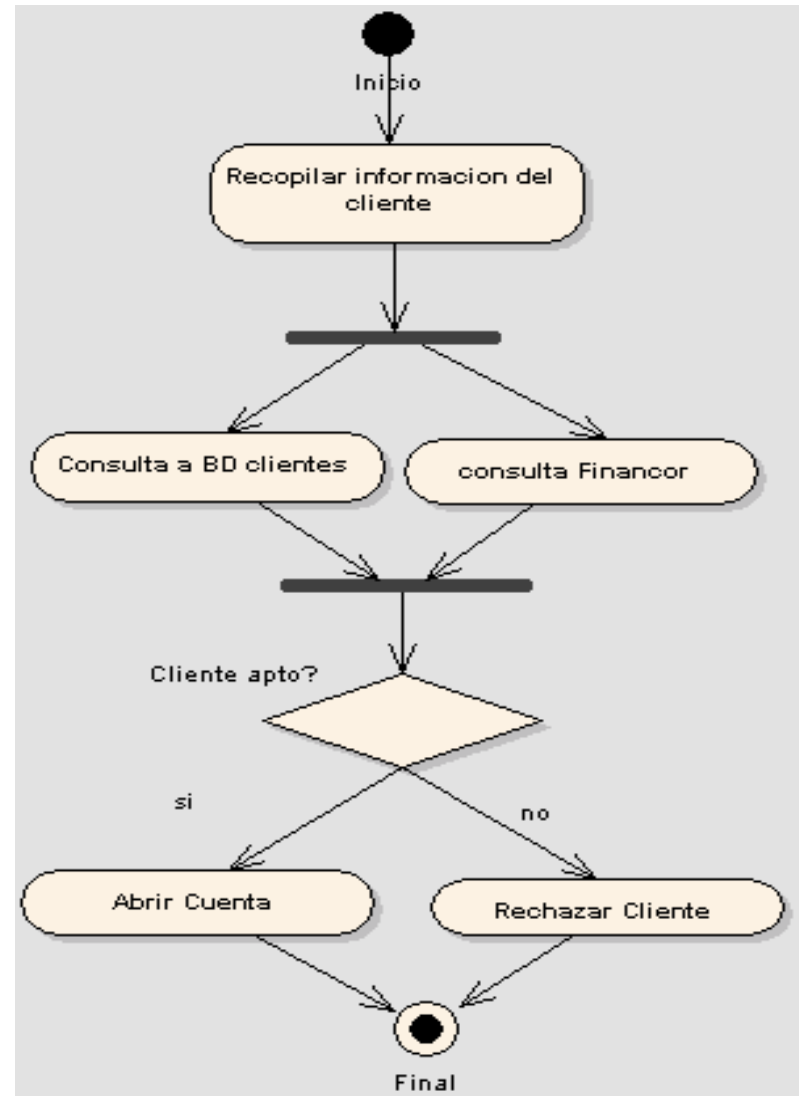 Inicio
Recopilar informacion del
cliente
Consulta a BD clientes
consulta Financor
Cliente apto?
si
no
Abrir Cuenta
Rechazar Cliente
Final